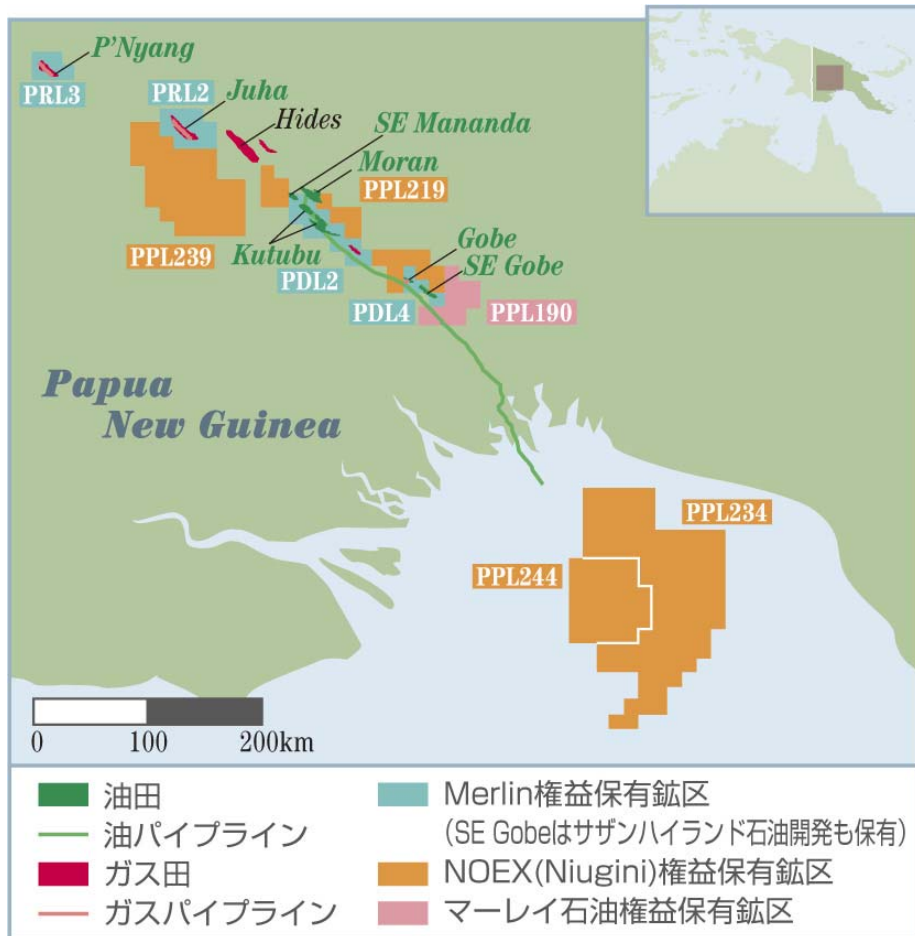 P'Nyang
PRL3
PRL2
Juha
Hides
SE Mananda
Moran
PPL219
PPL239
Kutubu
PDL2
Gobe
SE Gobe
PDL4
PPL190
Papua
New Guinea
PPL234
PPL244
0 100 200km
油田
油パイプライン
ガス田
ガスパイプライン
Merlin権益保有鉱区
(SE Gobeはサザンハイランド石油開発も保有)
NOEX(Niugini)権益保有鉱区
マーレイ石油権益保有鉱区